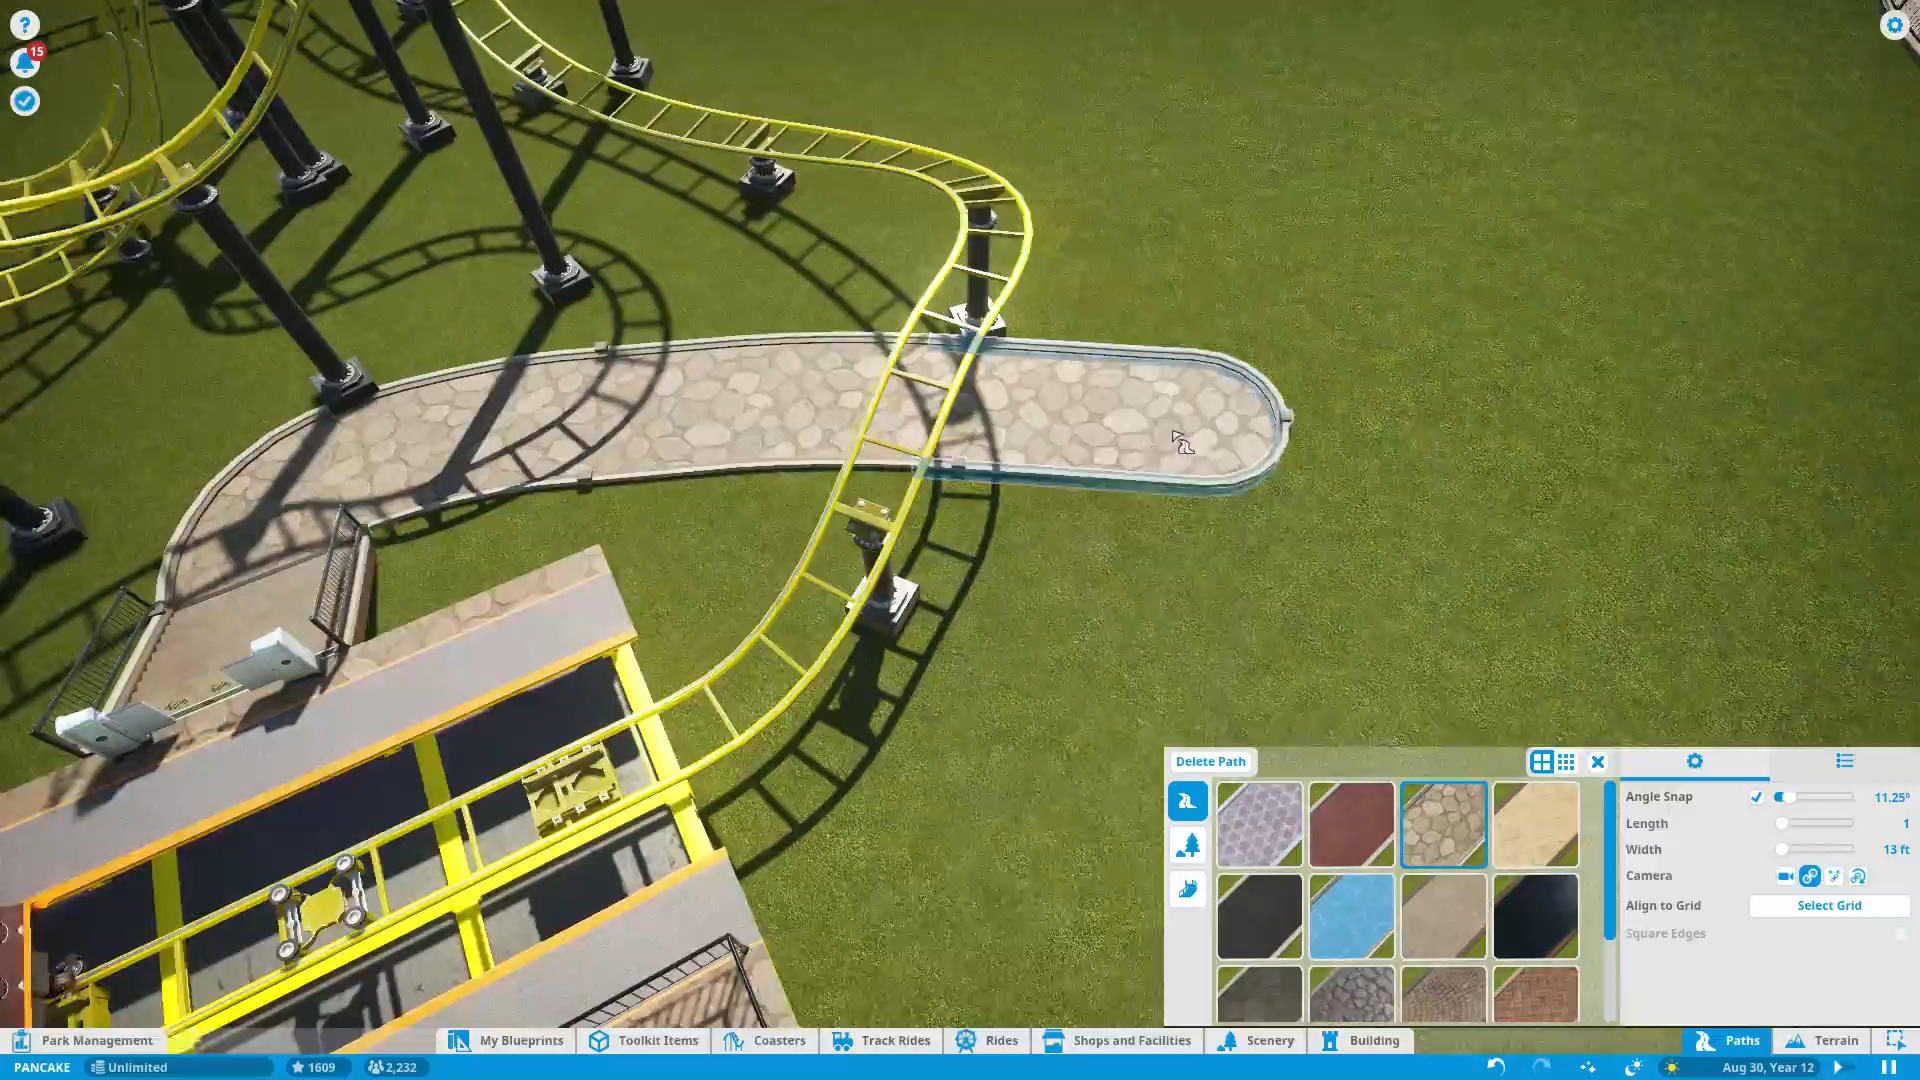 ?
15
Delete Path
Angle Snap 11.25°
Length 1
Width 13 ft
Camera
Align to Grid Select Grid
Square Edges
Park Management My Blueprints Toolkit Items Coasters Track Rides Rides Shops and Facilities Scenery Building Paths Terrain
PANCAKE Unlimited 1609 2,232 Aug 30, Year 12